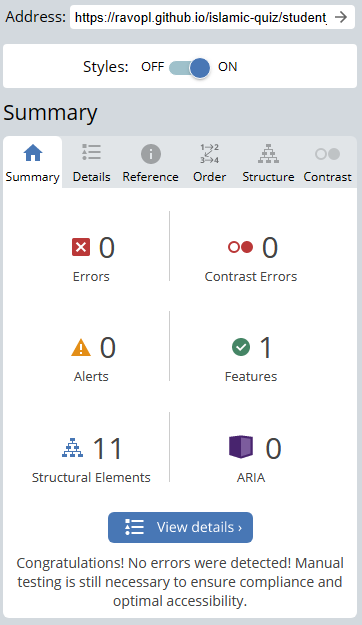 Address: https://ravopl.github.io/islamic-quiz/student_
Styles: OFF ON
Summary
Summary Details Reference Order Structure Contrast
0 0
Errors Contrast Errors
0 1
Alerts Features
11 0
Structural Elements ARIA
View details ›
Congratulations! No errors were detected! Manual
testing is still necessary to ensure compliance and
optimal accessibility.